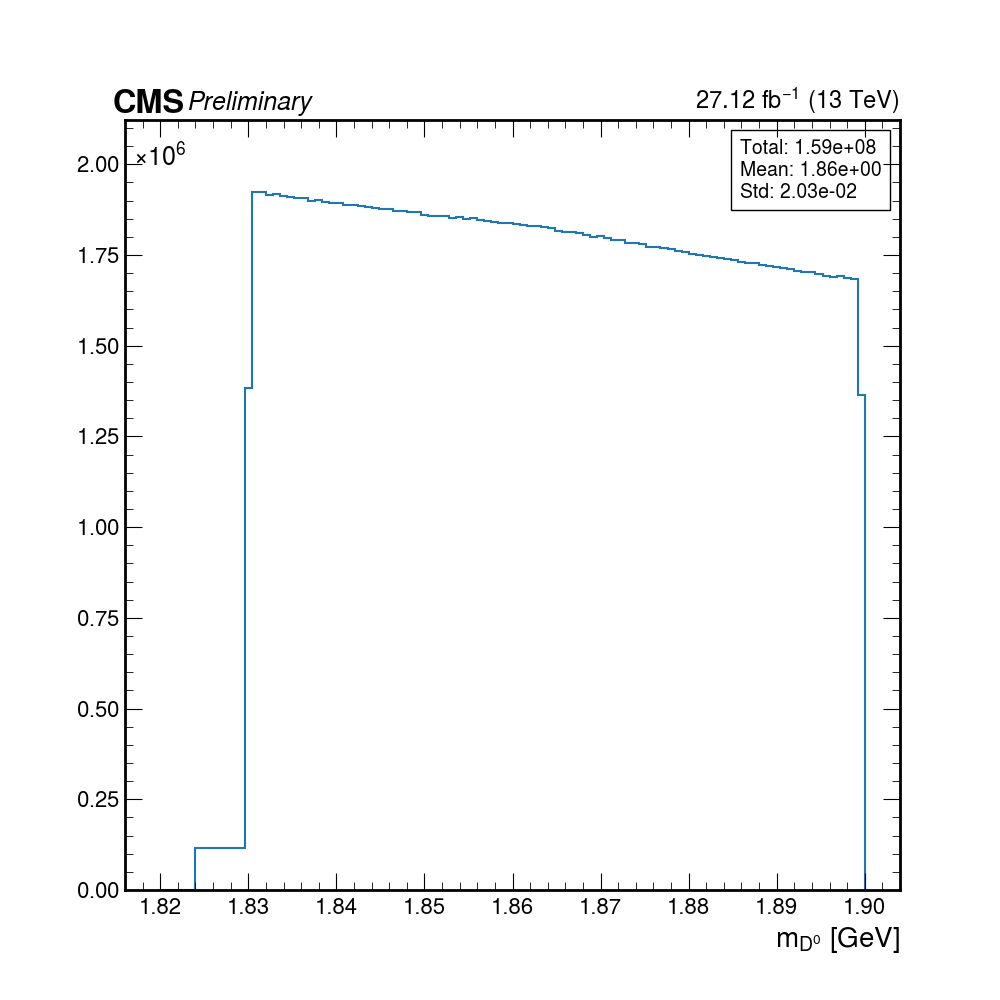 CMS Preliminary 27.12 fb⁻¹ (13 TeV)
×10⁶
Total: 1.59e+08
Mean: 1.86e+00
Std: 2.03e-02
2.00
1.75
1.50
1.25
1.00
0.75
0.50
0.25
0.00
1.82 1.83 1.84 1.85 1.86 1.87 1.88 1.89 1.90
m_D⁰ [GeV]